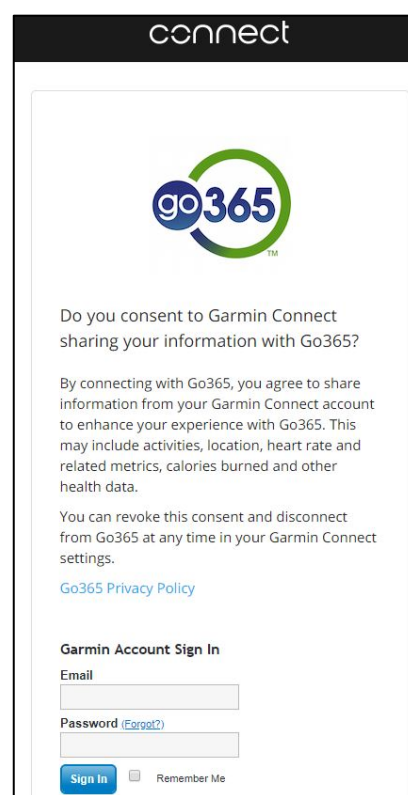 connect
go365
TM
Do you consent to Garmin Connect
sharing your information with Go365?
By connecting with Go365, you agree to share
information from your Garmin Connect account
to enhance your experience with Go365. This
may include activities, location, heart rate and
related metrics, calories burned and other
health data.
You can revoke this consent and disconnect
from Go365 at any time in your Garmin Connect
settings.
Go365 Privacy Policy
Garmin Account Sign In
Email
Password (Forgot?)
Sign In Remember Me